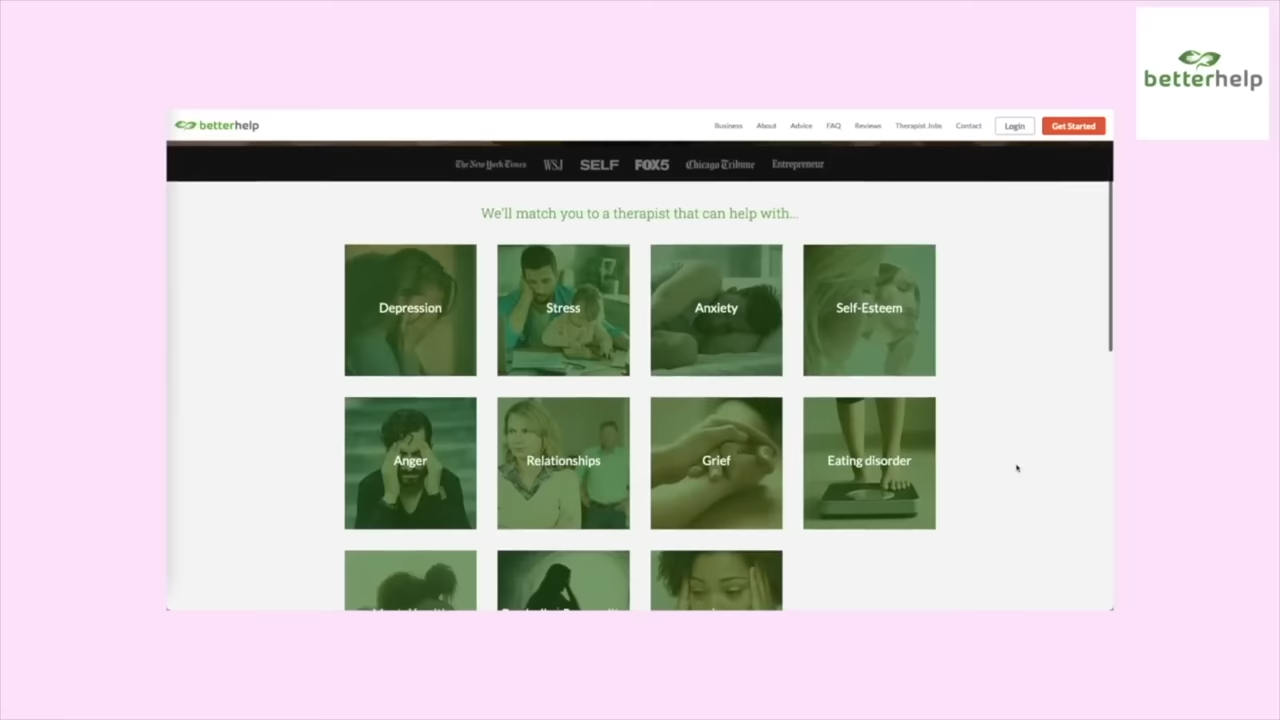 betterhelp
betterhelp
Business About Advice FAQ Reviews Therapist Jobs Contact Login Get Started
The New York Times WSJ SELF FOX5 Chicago Tribune Entrepreneur
We'll match you to a therapist that can help with...
Depression Stress Anxiety Self-Esteem
Anger Relationships Grief Eating disorder